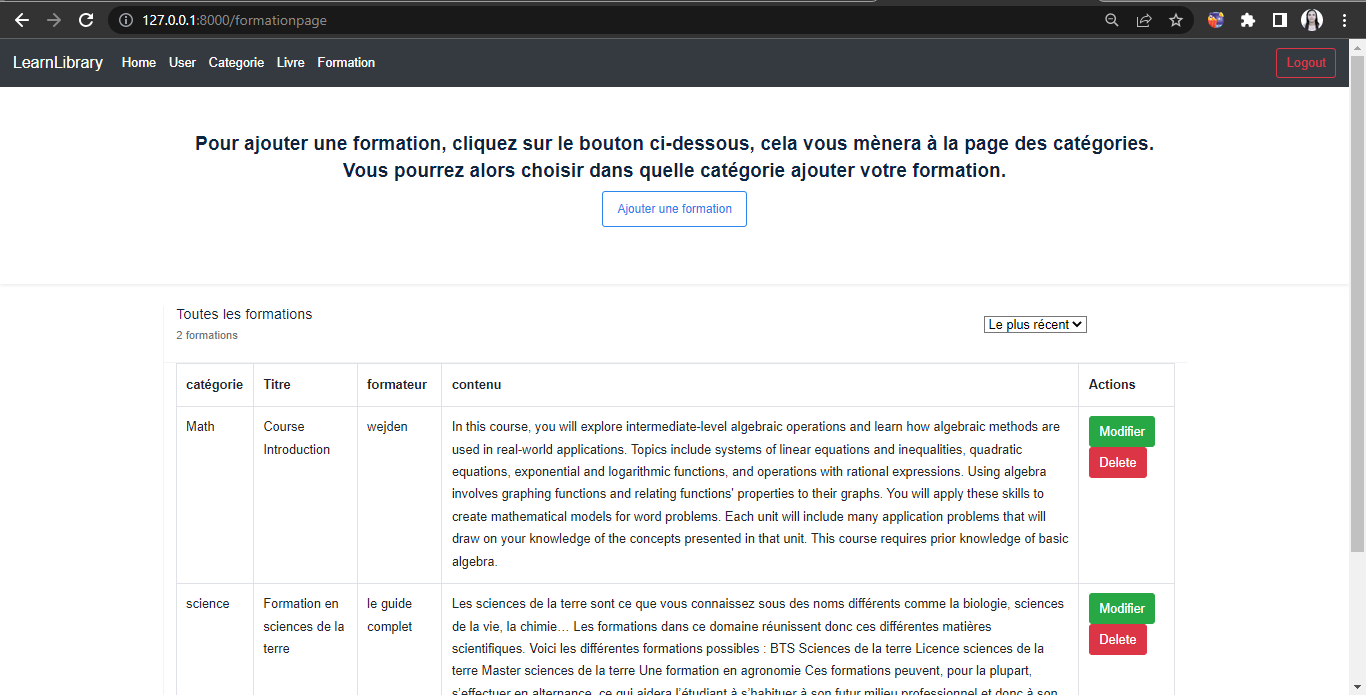 127.0.0.1:8000/formationpage
LearnLibrary Home User Categorie Livre Formation Logout
Pour ajouter une formation, cliquez sur le bouton ci-dessous, cela vous mènera à la page des catégories.
Vous pourrez alors choisir dans quelle catégorie ajouter votre formation.
Ajouter une formation
Toutes les formations
2 formations
Le plus récent
catégorie Titre formateur contenu Actions
Math
Course
Introduction
wejden
In this course, you will explore intermediate-level algebraic operations and learn how algebraic methods are
used in real-world applications. Topics include systems of linear equations and inequalities, quadratic
equations, exponential and logarithmic functions, and operations with rational expressions. Using algebra
involves graphing functions and relating functions' properties to their graphs. You will apply these skills to
create mathematical models for word problems. Each unit will include many application problems that will
draw on your knowledge of the concepts presented in that unit. This course requires prior knowledge of basic
algebra.
Modifier
Delete
science
Formation en
sciences de la
terre
le guide
complet
Les sciences de la terre sont ce que vous connaissez sous des noms différents comme la biologie, sciences
de la vie, la chimie… Les formations dans ce domaine réunissent donc ces différentes matières
scientifiques. Voici les différentes formations possibles : BTS Sciences de la terre Licence sciences de la
terre Master sciences de la terre Une formation en agronomie Ces formations peuvent, pour la plupart,
s'effectuer en alternance, ce qui aidera l'étudiant à s'habituer à son futur milieu professionnel et donc à son
Modifier
Delete